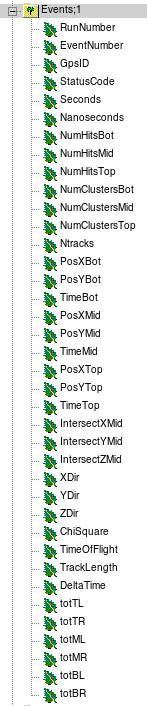 Events;1
RunNumber
EventNumber
GpsID
StatusCode
Seconds
Nanoseconds
NumHitsBot
NumHitsMid
NumHitsTop
NumClustersBot
NumClustersMid
NumClustersTop
Ntracks
PosXBot
PosYBot
TimeBot
PosXMid
PosYMid
TimeMid
PosXTop
PosYTop
TimeTop
IntersectXMid
IntersectYMid
IntersectZMid
XDir
YDir
ZDir
ChiSquare
TimeOfFlight
TrackLength
DeltaTime
totTL
totTR
totML
totMR
totBL
totBR